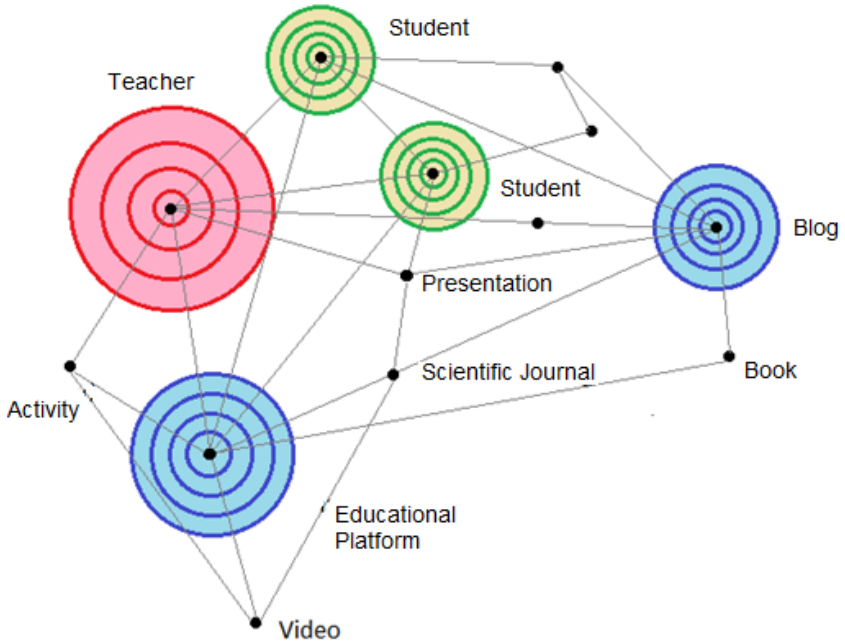 Student
Teacher
Student
Blog
Presentation
Scientific Journal
Book
Activity
Educational
Platform
Video